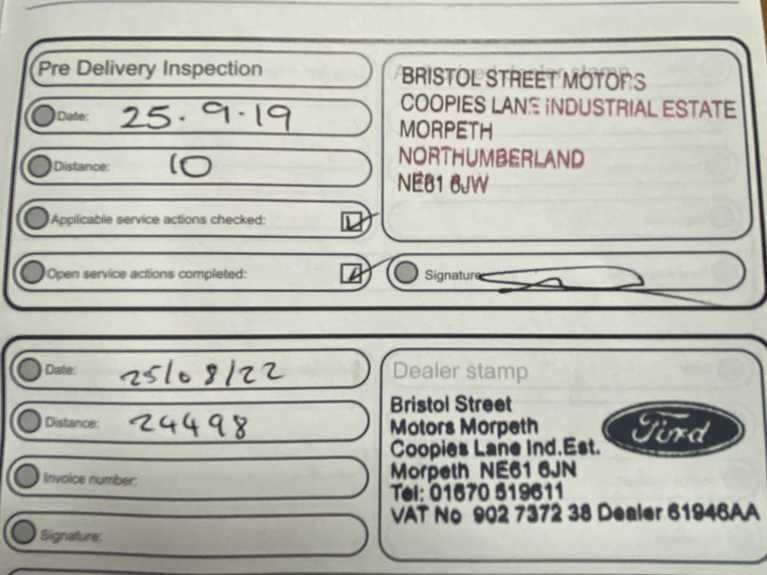 Pre Delivery Inspection
Date: 25.9.19
Distance: 10
Applicable service actions checked:
Open service actions completed:
Authorised dealer stamp
BRISTOL STREET MOTORS
COOPIES LANE INDUSTRIAL ESTATE
MORPETH
NORTHUMBERLAND
NE61 6JW
Signature
Date: 25/08/22
Distance: 24498
Invoice number:
Signature:
Dealer stamp
Bristol Street
Motors Morpeth
Coopies Lane Ind.Est.
Morpeth NE61 6JN
Tel: 01670 519611
VAT No 902 7372 38 Dealer 61946AA
Ford